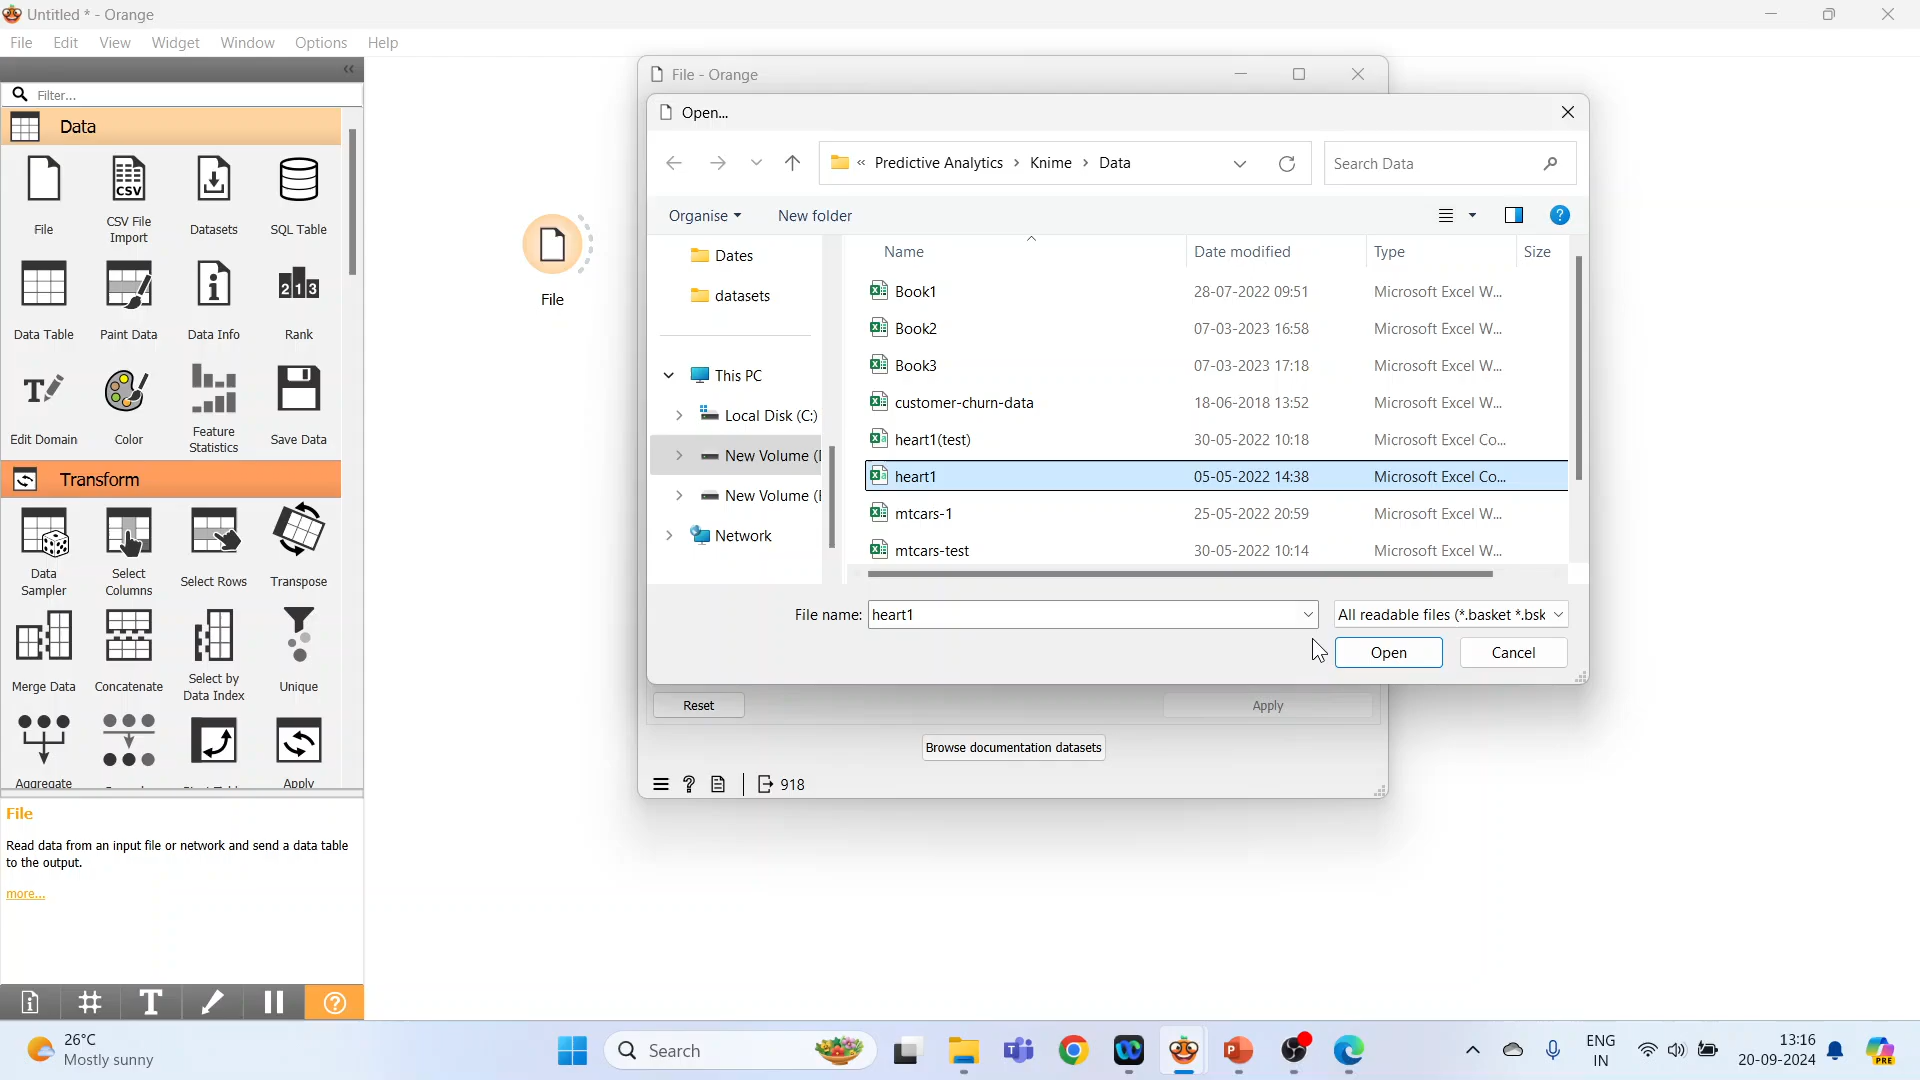 Untitled * - Orange
File Edit View Widget Window Options Help
Filter...
Data
File
CSV File Import
Datasets
SQL Table
Data Table
Paint Data
Data Info
Rank
Edit Domain
Color
Feature Statistics
Save Data
Transform
Data Sampler
Select Columns
Select Rows
Transpose
Merge Data
Concatenate
Select by Data Index
Unique
Aggregate
Apply
File
Read data from an input file or network and send a data table
to the output.
more...
File
File - Orange
Open...
« Predictive Analytics › Knime › Data
Search Data
Organise New folder
Dates
datasets
This PC
Local Disk (C:)
New Volume (
New Volume (
Network
Name Date modified Type Size
Book1 28-07-2022 09:51 Microsoft Excel W...
Book2 07-03-2023 16:58 Microsoft Excel W...
Book3 07-03-2023 17:18 Microsoft Excel W...
customer-churn-data 18-06-2018 13:52 Microsoft Excel W...
heart1(test) 30-05-2022 10:18 Microsoft Excel Co...
heart1 05-05-2022 14:38 Microsoft Excel Co...
mtcars-1 25-05-2022 20:59 Microsoft Excel W...
mtcars-test 30-05-2022 10:14 Microsoft Excel W...
File name: heart1 All readable files (*.basket *.bsk
Open Cancel
Reset Apply
Browse documentation datasets
918
26°C
Mostly sunny
Search
ENG
IN
13:16
20-09-2024